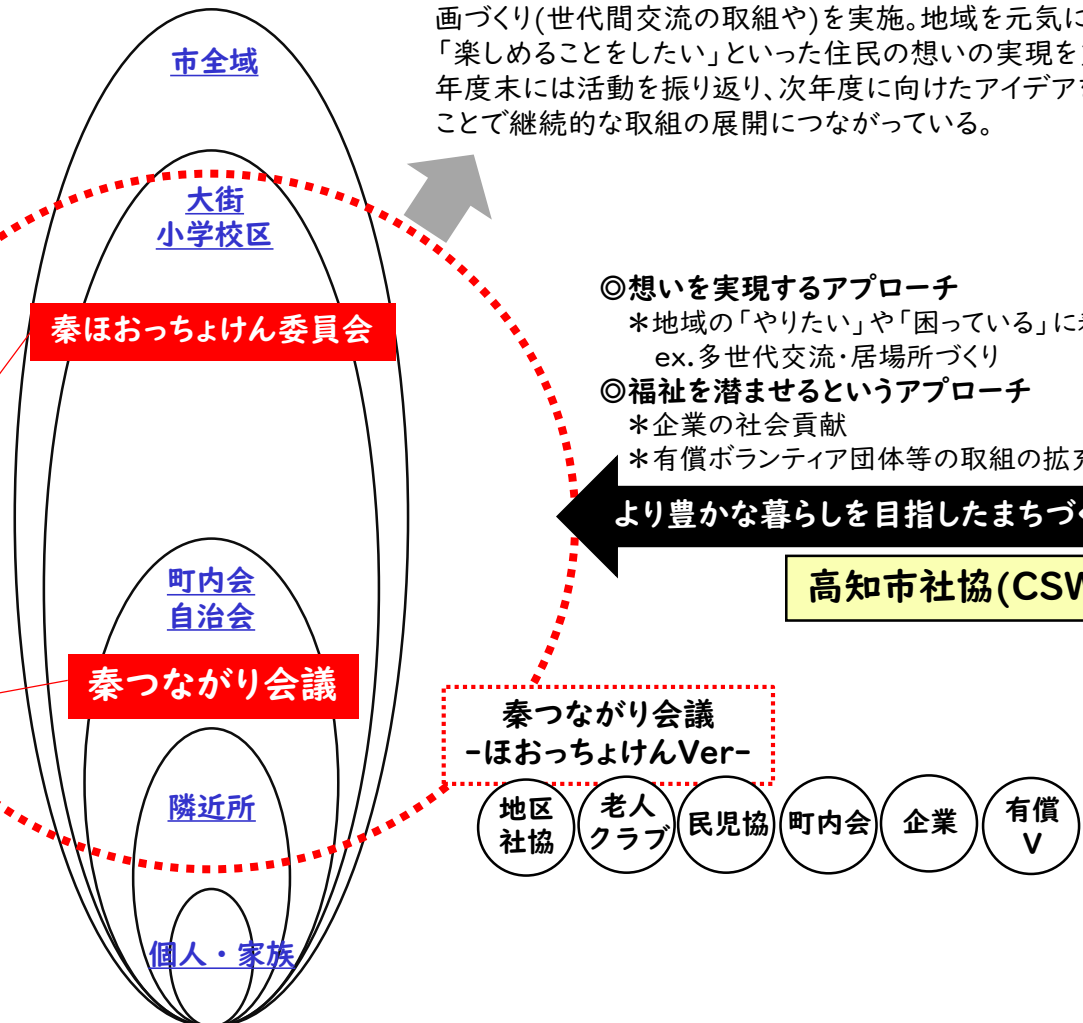 画づくり(世代間交流の取組や)を実施。地域を元気に
「楽しめることをしたい」といった住民の想いの実現を
年度末には活動を振り返り、次年度に向けたアイデア
ことで継続的な取組の展開につながっている。
市全域
大街
小学校区
秦ほおっちょけん委員会
◎想いを実現するアプローチ
＊地域の「やりたい」や「困っている」に
ex.多世代交流・居場所づくり
◎福祉を潜ませるというアプローチ
＊企業の社会貢献
＊有償ボランティア団体等の取組の拡充
より豊かな暮らしを目指したまちづく
高知市社協(CSW
町内会
自治会
秦つながり会議
秦つながり会議
-ほおっちょけんVer-
隣近所
地区
社協
老人
クラブ
民児協
町内会
企業
有償
V
個人・家族